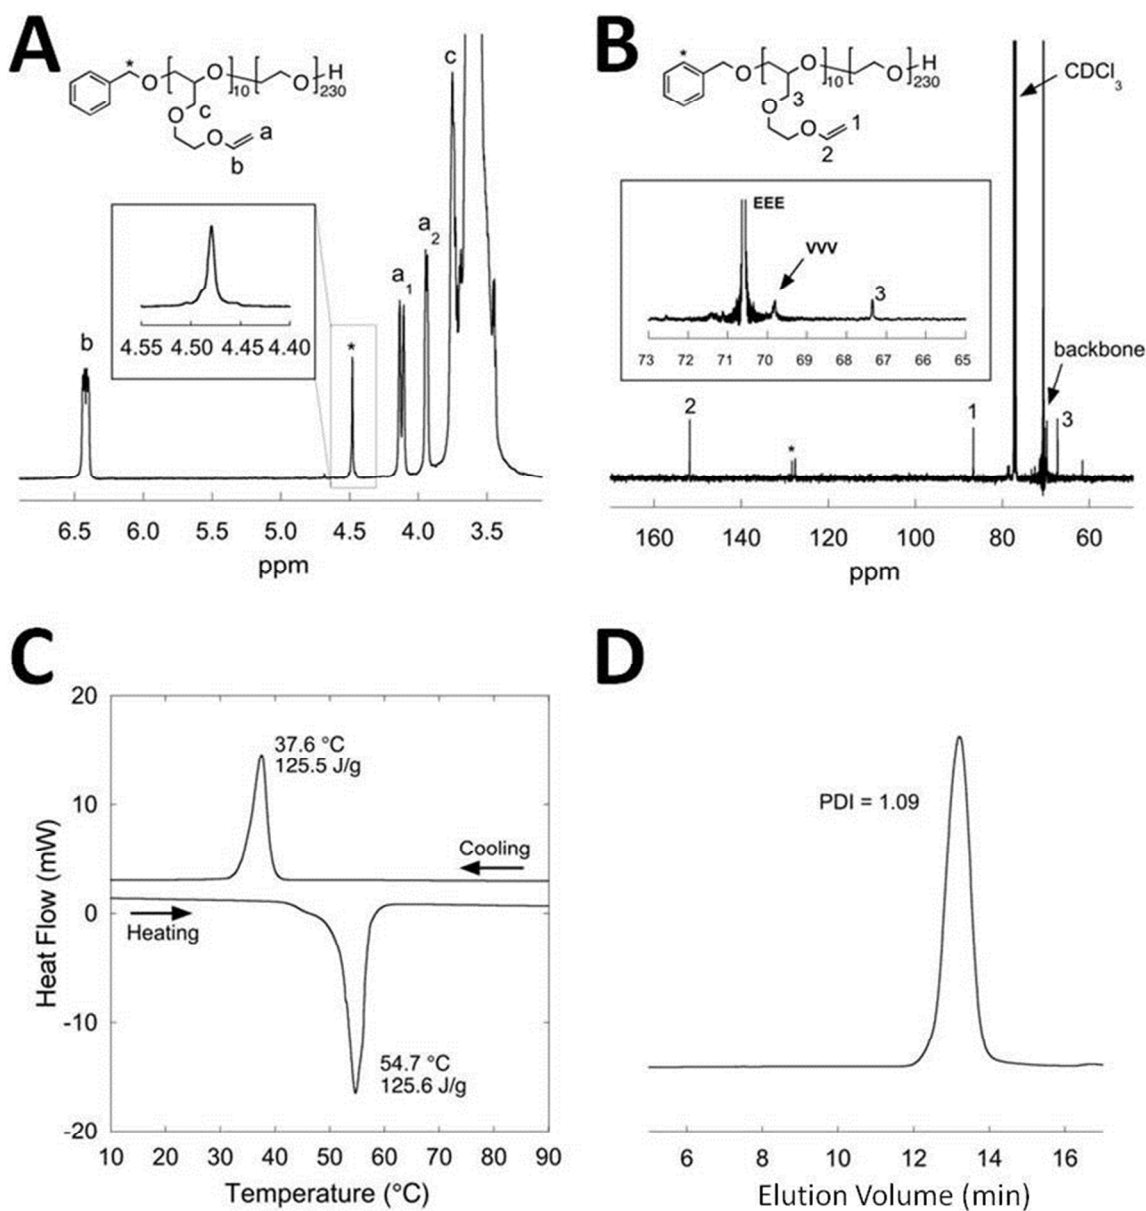 A
*
O
O
10
O
H
230
c
O
O
a
b
c
a2
a1
b
*
4.55 4.50 4.45 4.40
6.5 6.0 5.5 5.0 4.5 4.0 3.5
ppm
B
*
O
O
10
O
H
230
3
O
O
1
2
CDCl3
EEE
VVV
3
73 72 71 70 69 68 67 66 65
backbone
2
*
1
3
160 140 120 100 80 60
ppm
C
20
10
0
-10
-20
37.6 °C
125.5 J/g
Cooling
Heating
54.7 °C
125.6 J/g
10 20 30 40 50 60 70 80 90
Heat Flow (mW)
Temperature (°C)
D
PDI = 1.09
6 8 10 12 14 16
Elution Volume (min)